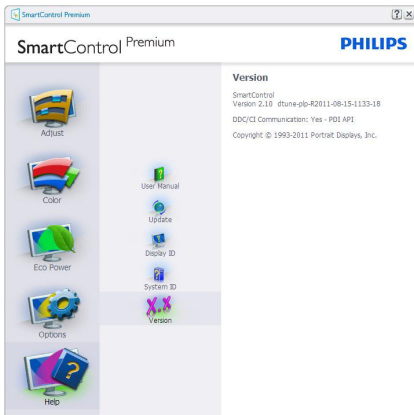 SmartControl Premium
SmartControl Premium
PHILIPS
Adjust
Color
Eco Power
Options
Help
User Manual
Update
Display ID
System ID
X.X
Version
Version
SmartControl
Version 2.10 dtune-plp-R2011-08-15-1133-18
DDC/CI Communication: Yes - PDI API
Copyright © 1993-2011 Portrait Displays, Inc.